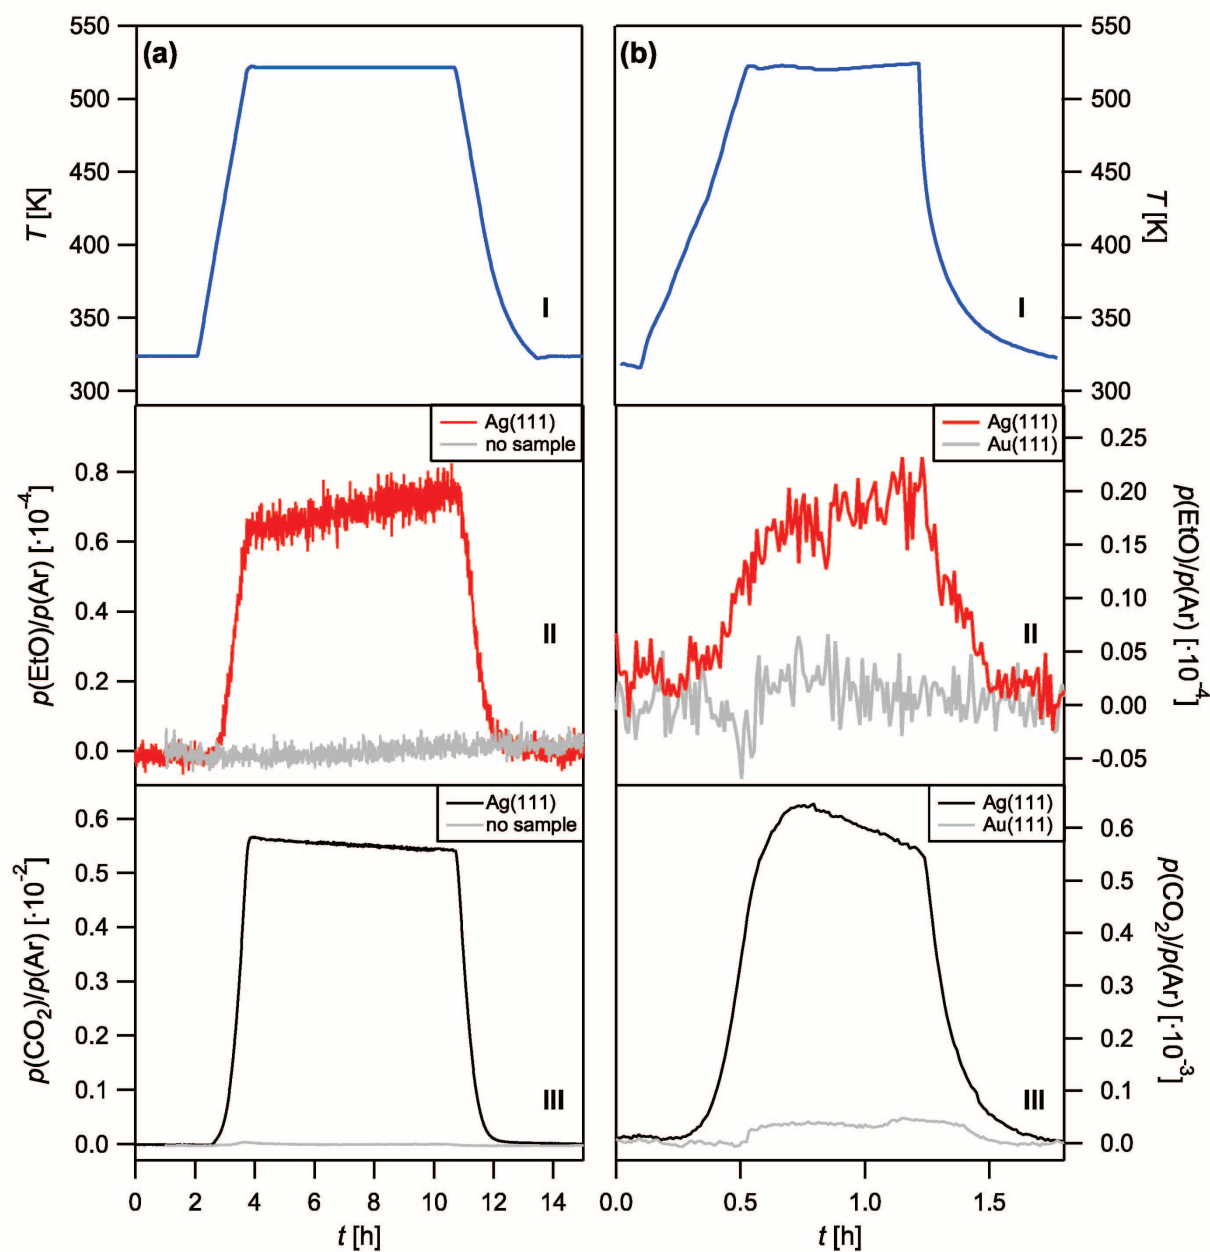 (a)
550
500
450
400
350
300
T [K]
I
(b)
550
500
450
400
350
300
T [K]
I
Ag(111)
no sample
0.8
0.6
0.4
0.2
0.0
p(EtO)/p(Ar) [·10-4]
II
Ag(111)
Au(111)
0.25
0.20
0.15
0.10
0.05
0.00
-0.05
p(EtO)/p(Ar) [·10-4]
II
Ag(111)
no sample
0.6
0.5
0.4
0.3
0.2
0.1
0.0
p(CO2)/p(Ar) [·10-2]
III
0 2 4 6 8 10 12 14
t [h]
Ag(111)
Au(111)
0.6
0.5
0.4
0.3
0.2
0.1
0.0
p(CO2)/p(Ar) [·10-3]
III
0.0 0.5 1.0 1.5
t [h]